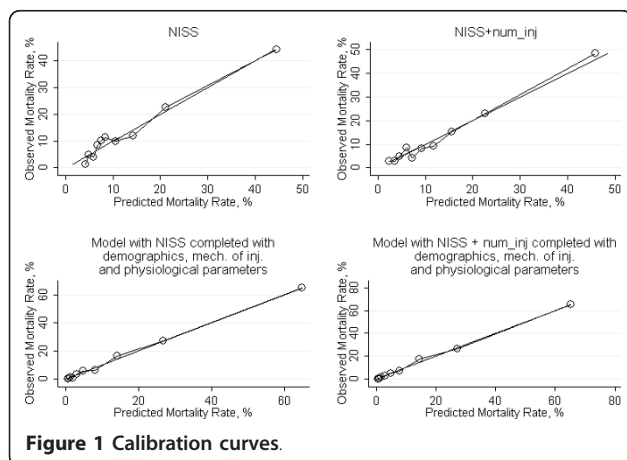 NISS
Observed Mortality Rate, %
0 10 20 30 40
0 10 20 30 40 50
Predicted Mortality Rate, %
NISS+num_inj
Observed Mortality Rate, %
0 10 20 30 40 50
0 10 20 30 40 50
Predicted Mortality Rate, %
Model with NISS completed with
demographics, mech. of inj.
and physiological parameters
Observed Mortality Rate, %
0 20 40 60
0 20 40 60
Predicted Mortality Rate, %
Model with NISS + num_inj completed with
demographics, mech. of inj.
and physiological parameters
Observed Mortality Rate, %
0 20 40 60 80
0 20 40 60 80
Predicted Mortality Rate, %
Figure 1 Calibration curves.